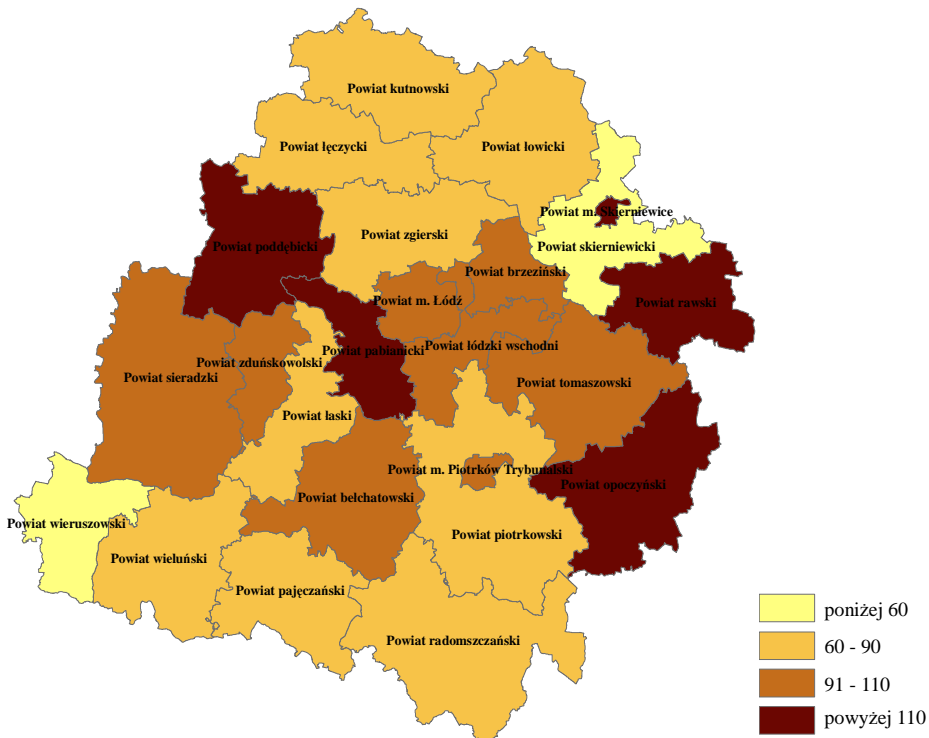 Powiat kutnowski
Powiat łęczycki
Powiat łowicki
Powiat m. Skierniewice
Powiat zgierski
Powiat poddębicki
Powiat skierniewicki
Powiat brzeziński
Powiat m. Łódź
Powiat rawski
Powiat pabianicki
Powiat łódzki wschodni
Powiat zduńskowolski
Powiat sieradzki
Powiat tomaszowski
Powiat łaski
Powiat m. Piotrków Trybunalski
Powiat opoczyński
Powiat bełchatowski
Powiat wieruszowski
Powiat piotrkowski
Powiat wieluński
Powiat pajęczański
Powiat radomszczański
poniżej 60
60 - 90
91 - 110
powyżej 110